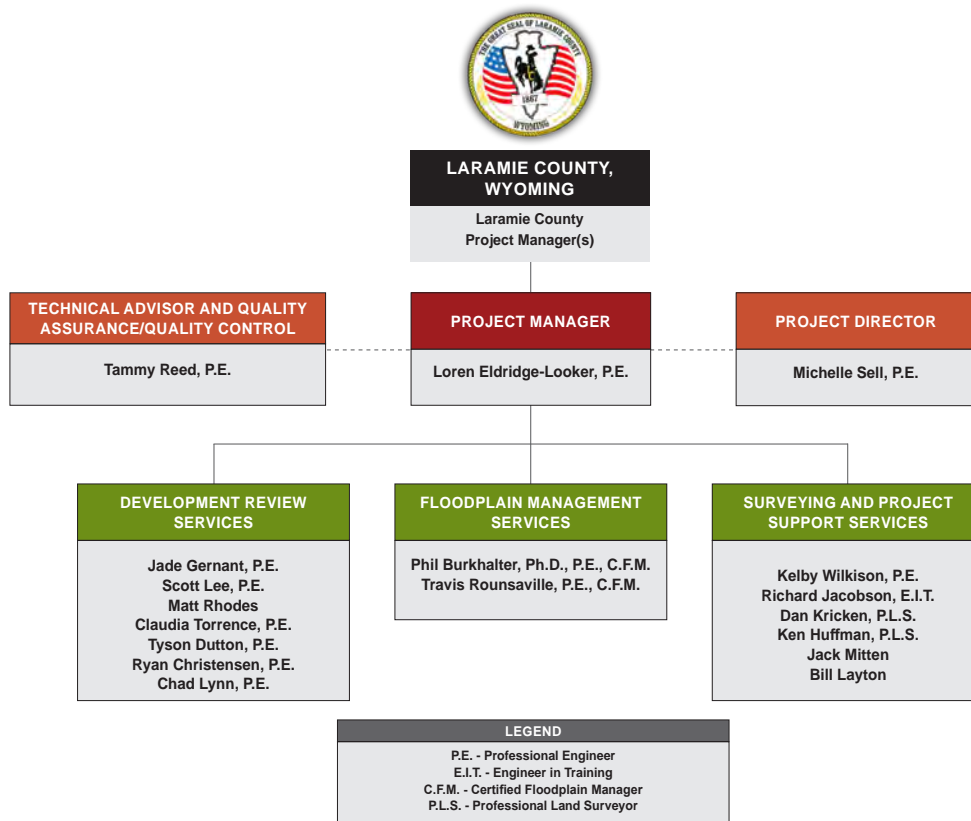 THE GREAT SEAL OF LARAMIE COUNTY
1867
WYOMING
LARAMIE COUNTY,
WYOMING
Laramie County
Project Manager(s)
TECHNICAL ADVISOR AND QUALITY
ASSURANCE/QUALITY CONTROL
Tammy Reed, P.E.
PROJECT MANAGER
Loren Eldridge-Looker, P.E.
PROJECT DIRECTOR
Michelle Sell, P.E.
DEVELOPMENT REVIEW
SERVICES
Jade Gernant, P.E.
Scott Lee, P.E.
Matt Rhodes
Claudia Torrence, P.E.
Tyson Dutton, P.E.
Ryan Christensen, P.E.
Chad Lynn, P.E.
FLOODPLAIN MANAGEMENT
SERVICES
Phil Burkhalter, Ph.D., P.E., C.F.M.
Travis Rounsaville, P.E., C.F.M.
SURVEYING AND PROJECT
SUPPORT SERVICES
Kelby Wilkison, P.E.
Richard Jacobson, E.I.T.
Dan Kricken, P.L.S.
Ken Huffman, P.L.S.
Jack Mitten
Bill Layton
LEGEND
P.E. - Professional Engineer
E.I.T. - Engineer in Training
C.F.M. - Certified Floodplain Manager
P.L.S. - Professional Land Surveyor